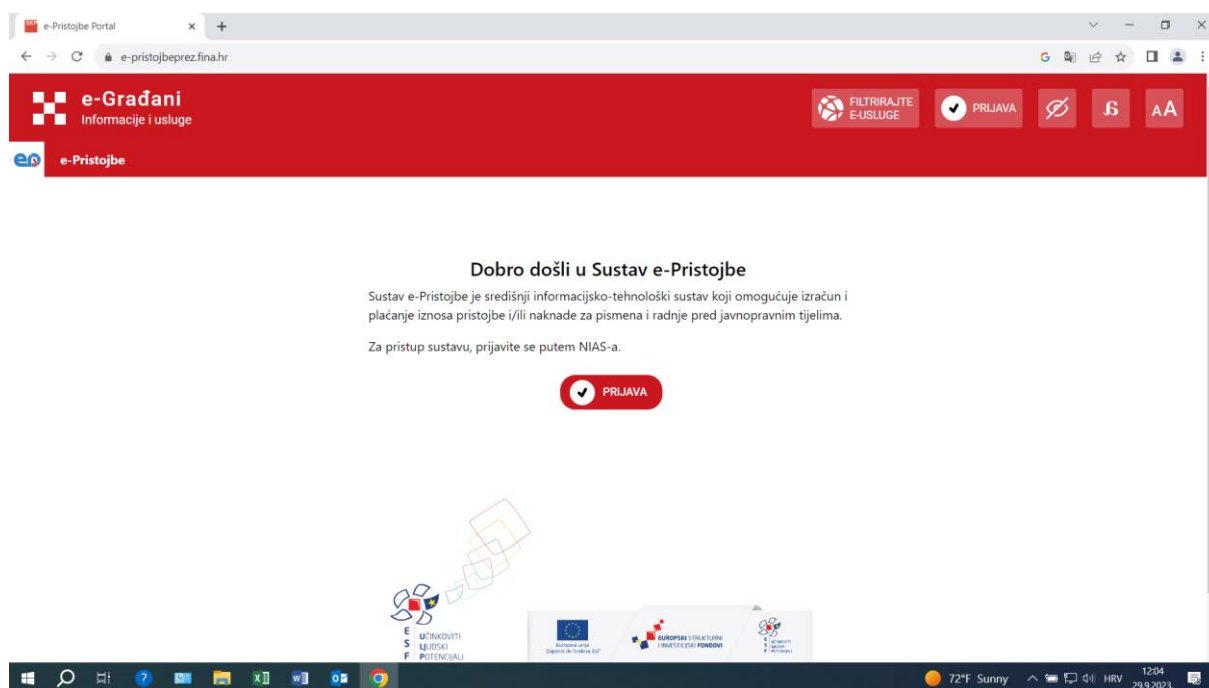 e-Pristojbe Portal
e-pristojbeprez.fina.hr
e-Građani
Informacije i usluge
FILTRIRAJTE
E-USLUGE
PRIJAVA
AA
e-Pristojbe
Dobro došli u Sustav e-Pristojbe
Sustav e-Pristojbe je središnji informacijsko-tehnološki sustav koji omogućuje izračun i
plaćanje iznosa pristojbe i/ili naknade za pismena i radnje pred javnopravnim tijelima.
Za pristup sustavu, prijavite se putem NIAS-a.
PRIJAVA
E UČINKOVITI
S LJUDSKI
F POTENCIJALI
Europska unija
EUROPSKI STRUKTURNI
I INVESTICIJSKI FONDOVI
72°F Sunny
HRV
12:04
29.9.2023.